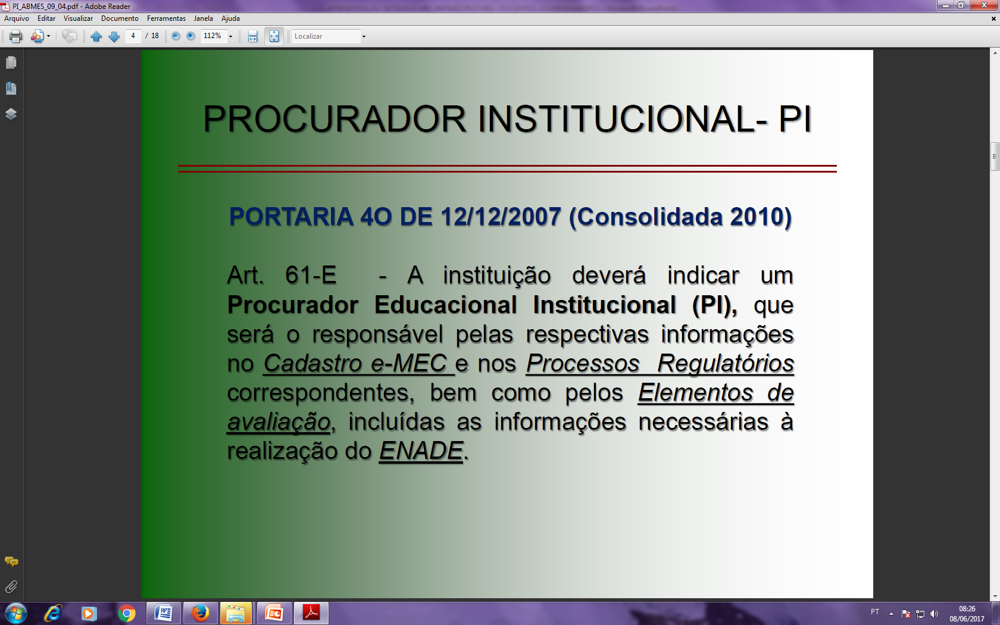 PI_ABMES_09_04.pdf - Adobe Reader
Arquivo Editar Visualizar Documento Ferramentas Janela Ajuda
4 / 18 112% Localizar
PROCURADOR INSTITUCIONAL- PI
PORTARIA 4O DE 12/12/2007 (Consolidada 2010)
Art. 61-E - A instituição deverá indicar um
Procurador Educacional Institucional (PI), que
será o responsável pelas respectivas informações
no Cadastro e-MEC e nos Processos Regulatórios
correspondentes, bem como pelos Elementos de
avaliação, incluídas as informações necessárias à
realização do ENADE.
PT
08:26
08/06/2017